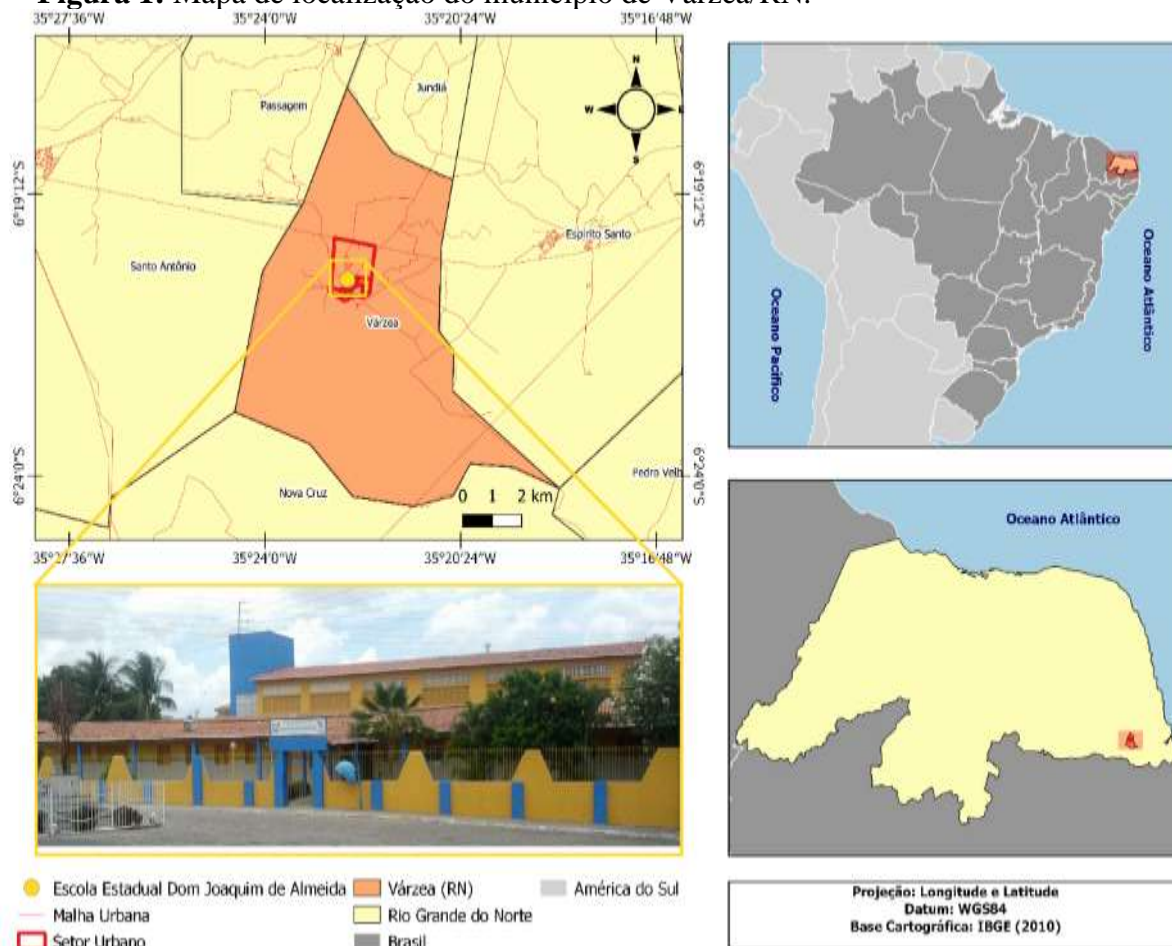 Figura 1: Mapa de localização do município de Várzea/RN.
35°27'36"W 35°24'0"W 35°20'24"W 35°16'48"W
Jundiá
Passagem
N
W L
S
6°19'12"S 6°19'12"S
Espírito Santo
Santo Antônio
Várzea
6°24'0"S 6°24'0"S
Pedro Velh
Nova Cruz
0 1 2 km
35°27'36"W 35°24'0"W 35°20'24"W 35°16'48"W
Oceano Atlântico
Oceano Pacífico
Oceano Atlântico
Escola Estadual Dom Joaquim de Almeida
Malha Urbana
Setor Urbano
Várzea (RN)
Rio Grande do Norte
Brasil
América do Sul
Projeção: Longitude e Latitude
Datum: WGS84
Base Cartográfica: IBGE (2010)